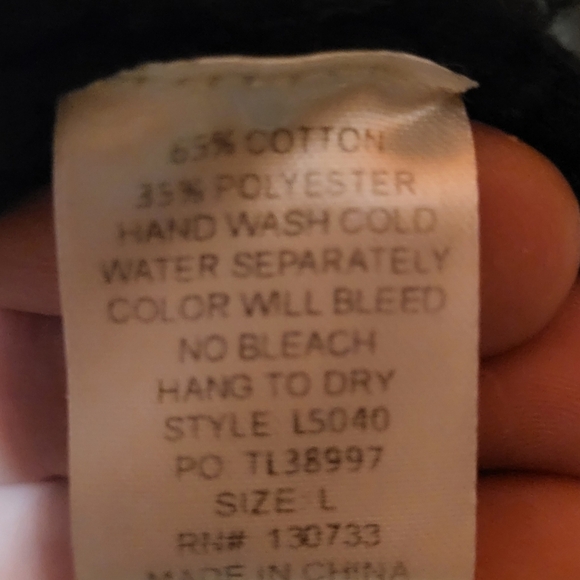 65% COTTON
35% POLYESTER
HAND WASH COLD
WATER SEPARATELY
COLOR WILL BLEED
NO BLEACH
HANG TO DRY
STYLE L5040
PO TL38997
SIZE: L
RN# 130733
MADE IN CHINA